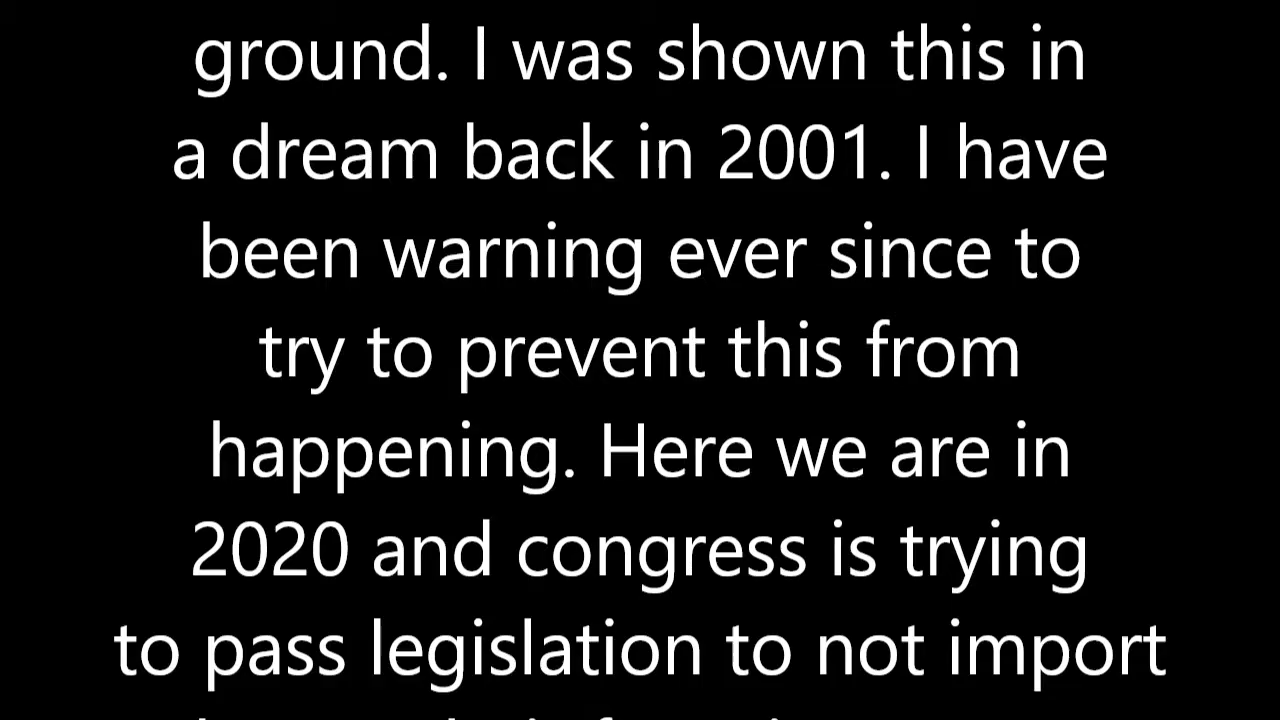 ground. I was shown this in
a dream back in 2001. I have
been warning ever since to
try to prevent this from
happening. Here we are in
2020 and congress is trying
to pass legislation to not import